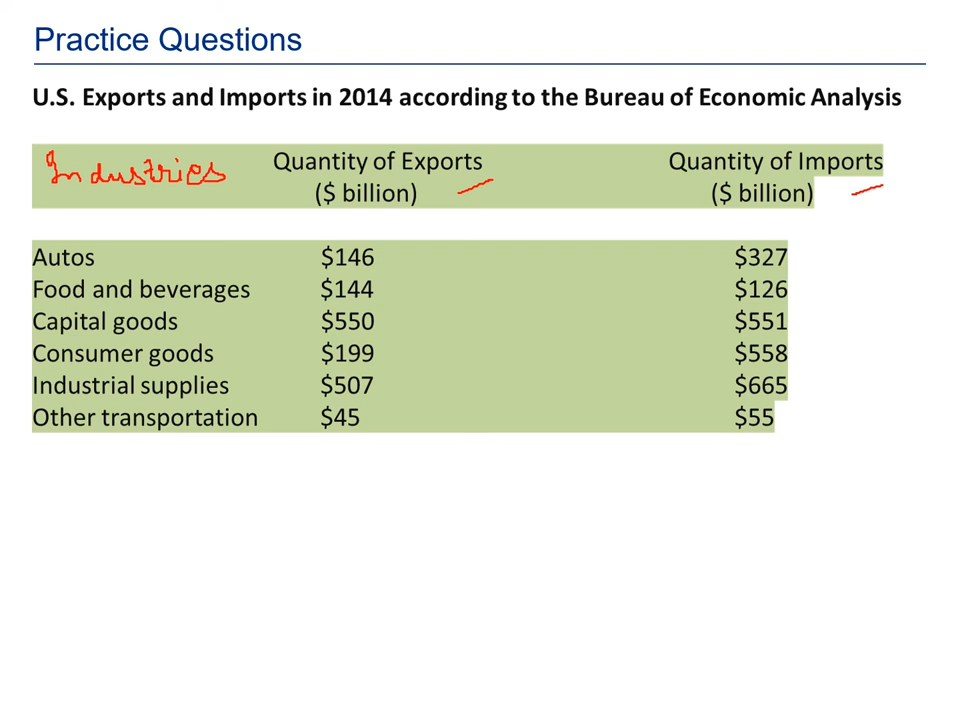 Practice Questions
U.S. Exports and Imports in 2014 according to the Bureau of Economic Analysis
Industries Quantity of Exports Quantity of Imports
($ billion) ($ billion)
Autos $146 $327
Food and beverages $144 $126
Capital goods $550 $551
Consumer goods $199 $558
Industrial supplies $507 $665
Other transportation $45 $55